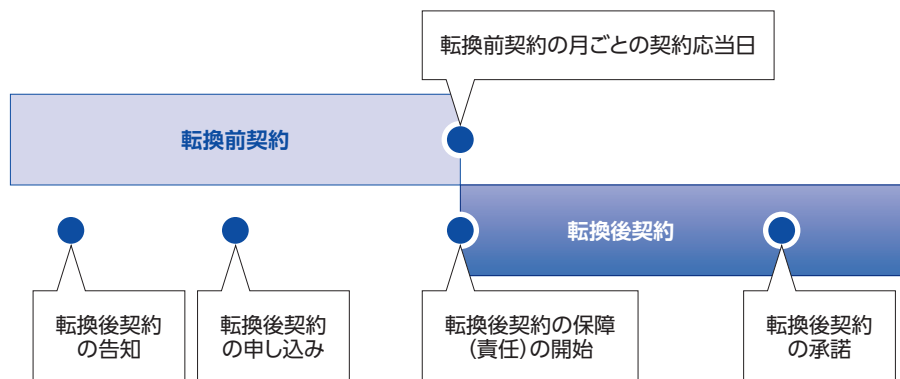 転換前契約の月ごとの契約応当日
転換前契約
転換後契約
転換後契約
の告知
転換後契約
の申し込み
転換後契約の保障
(責任)の開始
転換後契約
の承諾